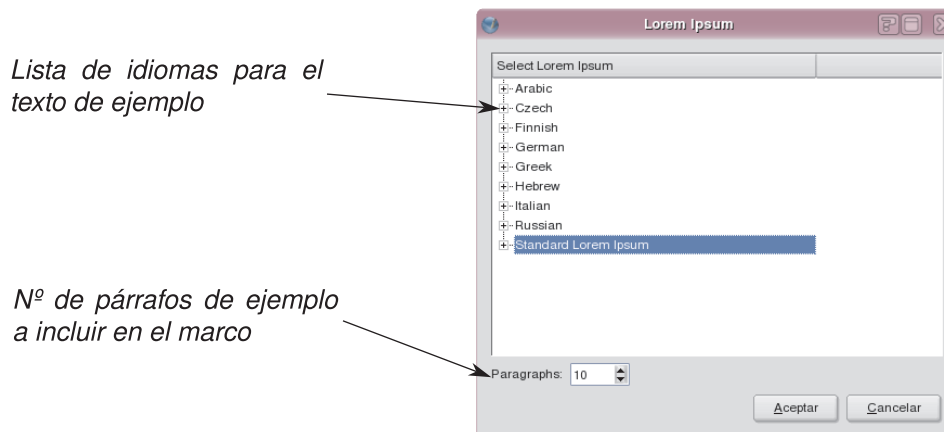 Lorem Ipsum
Lista de idiomas para el
texto de ejemplo
Select Lorem Ipsum
Arabic
Czech
Finnish
German
Greek
Hebrew
Italian
Russian
Standard Lorem Ipsum
Nº de párrafos de ejemplo
a incluir en el marco
Paragraphs: 10
Aceptar Cancelar